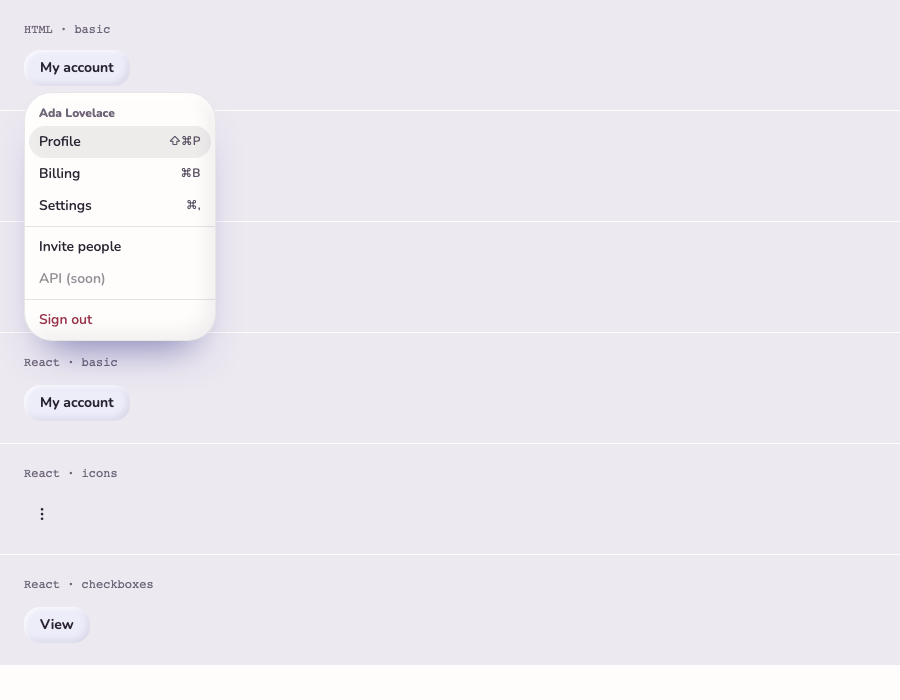 HTML · basic
My account
Ada Lovelace
Profile ⇧⌘P
Billing ⌘B
Settings ⌘,
Invite people
API (soon)
Sign out
React · basic
My account
React · icons
React · checkboxes
View